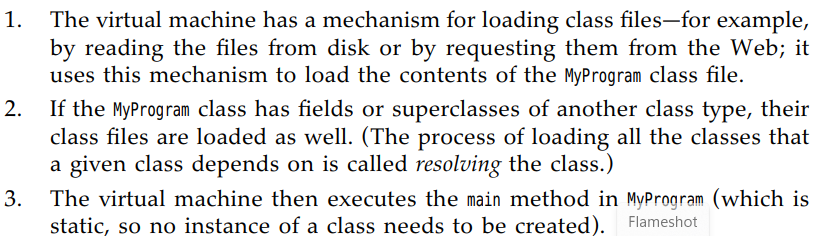 1. The virtual machine has a mechanism for loading class files—for example,
by reading the files from disk or by requesting them from the Web; it
uses this mechanism to load the contents of the MyProgram class file.
2. If the MyProgram class has fields or superclasses of another class type, their
class files are loaded as well. (The process of loading all the classes that
a given class depends on is called resolving the class.)
3. The virtual machine then executes the main method in MyProgram (which is
static, so no instance of a class needs to be created).
Flameshot